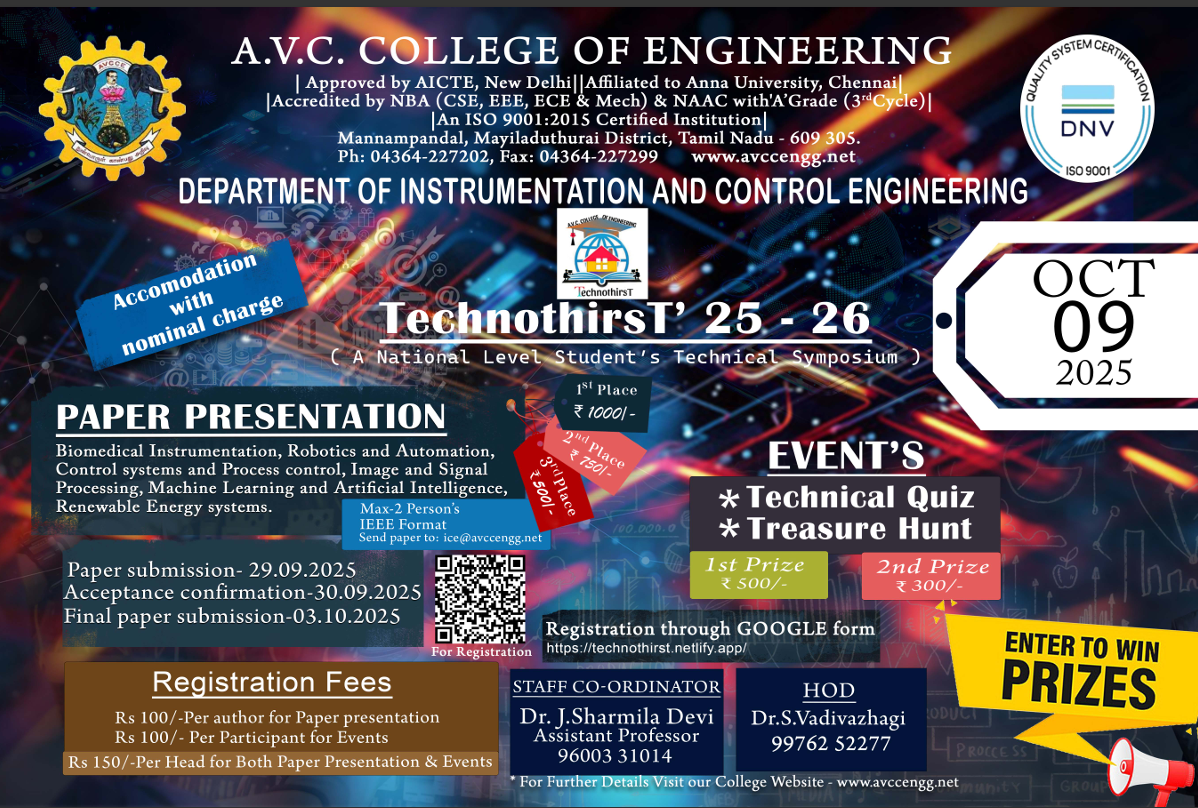 A.V.C. COLLEGE OF ENGINEERING
| Approved by AICTE, New Delhi||Affiliated to Anna University, Chennai|
|Accredited by NBA (CSE, EEE, ECE & Mech) & NAAC with'A'Grade (3rdCycle)|
|An ISO 9001:2015 Certified Institution|
Mannampandal, Mayiladuthurai District, Tamil Nadu - 609 305.
Ph: 04364-227202, Fax: 04364-227299 www.avccengg.net
AVCCE
QUALITY SYSTEM CERTIFICATION
DNV
ISO 9001
DEPARTMENT OF INSTRUMENTATION AND CONTROL ENGINEERING
A.V.C. COLLEGE OF ENGINEERING
TechnothirsT
Accomodation
with
nominal charge
TechnothirsT' 25 - 26
( A National Level Student's Technical Symposium )
OCT
09
2025
PAPER PRESENTATION
Biomedical Instrumentation, Robotics and Automation,
Control systems and Process control, Image and Signal
Processing, Machine Learning and Artificial Intelligence,
Renewable Energy systems.
Max-2 Person's
IEEE Format
Send paper to: ice@avccengg.net
1st Place
₹ 1000/-
2nd Place
₹ 750/-
3rd Place
₹ 500/-
EVENT'S
* Technical Quiz
* Treasure Hunt
1st Prize
₹ 500/-
2nd Prize
₹ 300/-
Paper submission- 29.09.2025
Acceptance confirmation-30.09.2025
Final paper submission-03.10.2025
For Registration
Registration through GOOGLE form
https://technothirst.netlify.app/
ENTER TO WIN
PRIZES
Registration Fees
Rs 100/-Per author for Paper presentation
Rs 100/- Per Participant for Events
Rs 150/-Per Head for Both Paper Presentation & Events
STAFF CO-ORDINATOR
Dr. J.Sharmila Devi
Assistant Professor
96003 31014
HOD
Dr.S.Vadivazhagi
99762 52277
* For Further Details Visit our College Website - www.avccengg.net